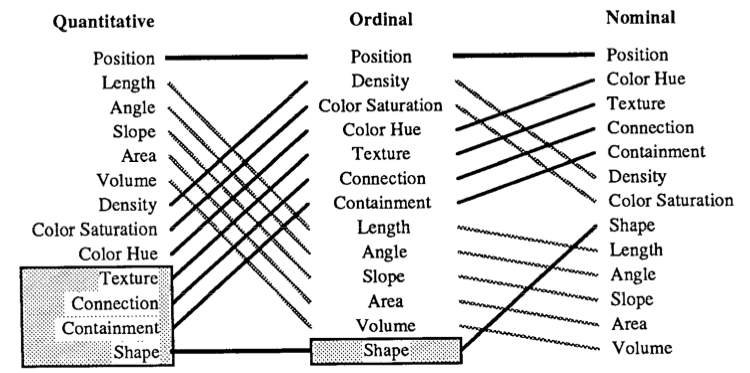 Quantitative Ordinal Nominal
Position Position Position
Length Density Color Hue
Angle Color Saturation Texture
Slope Color Hue Connection
Area Texture Containment
Volume Connection Density
Density Containment Color Saturation
Color Saturation Length Shape
Color Hue Angle Length
Texture Slope Angle
Connection Area Slope
Containment Volume Area
Shape Shape Volume